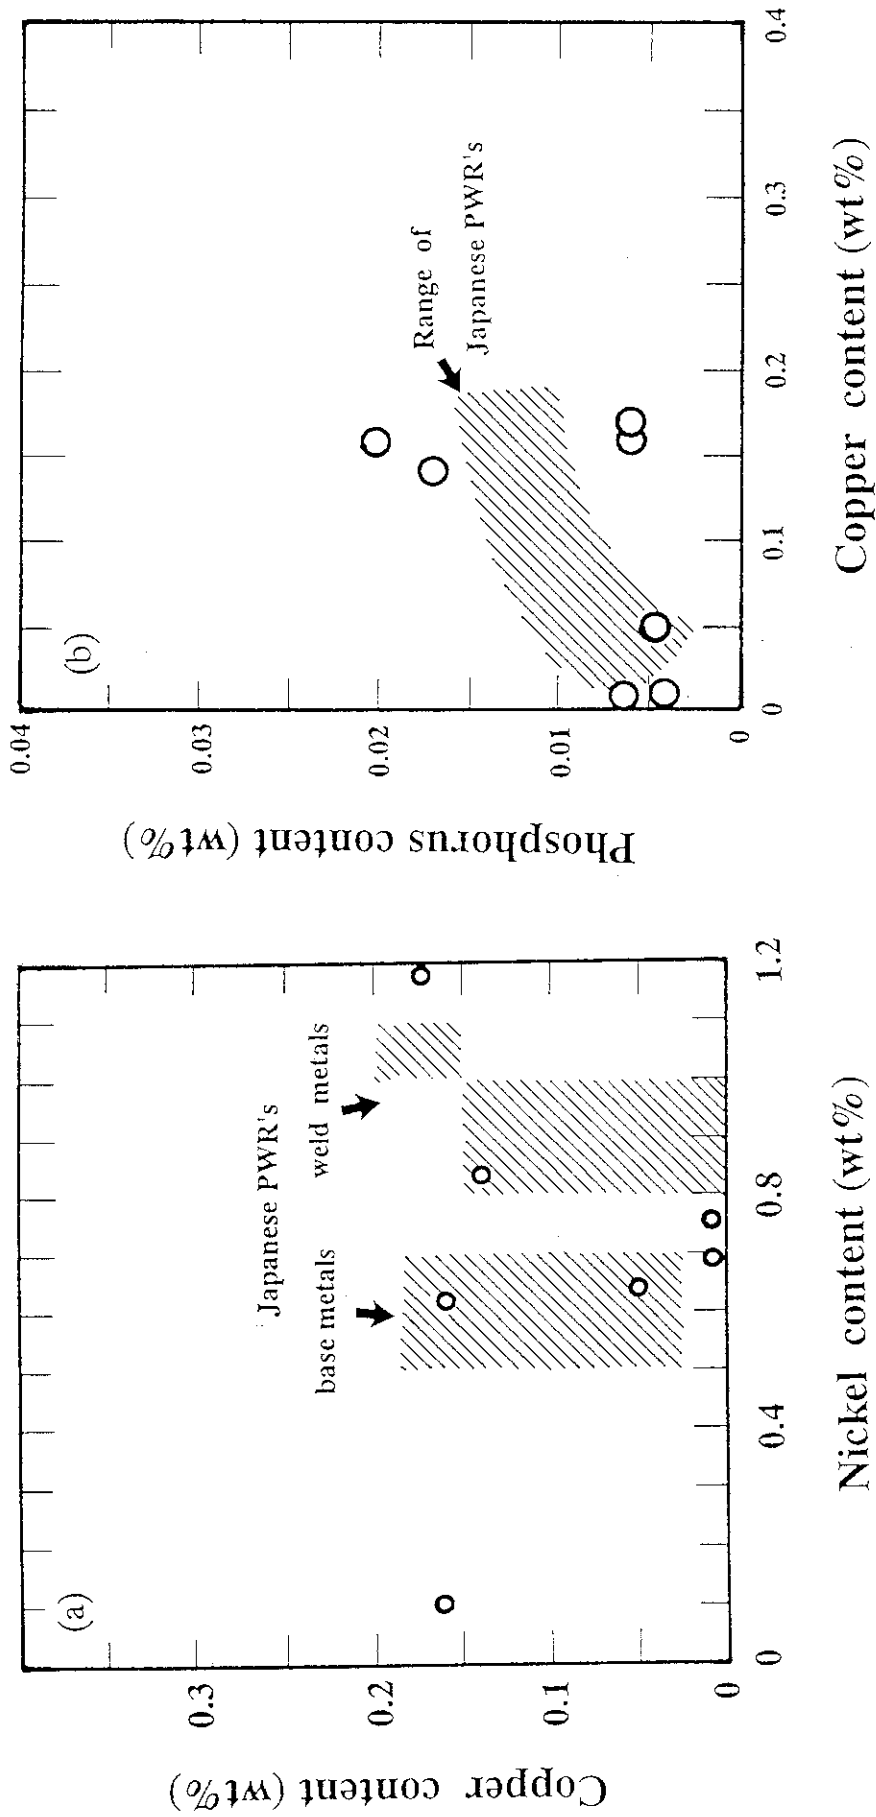 (a)
Copper content (wt%)
0.3
0.2
0.1
0
Japanese PWR's
base metals
weld metals
0
0.4
0.8
1.2
Nickel content (wt%)
(b)
Phosphorus content (wt%)
0.04
0.03
0.02
0.01
0
Range of
Japanese PWR's
0
0.1
0.2
0.3
0.4
Copper content (wt%)